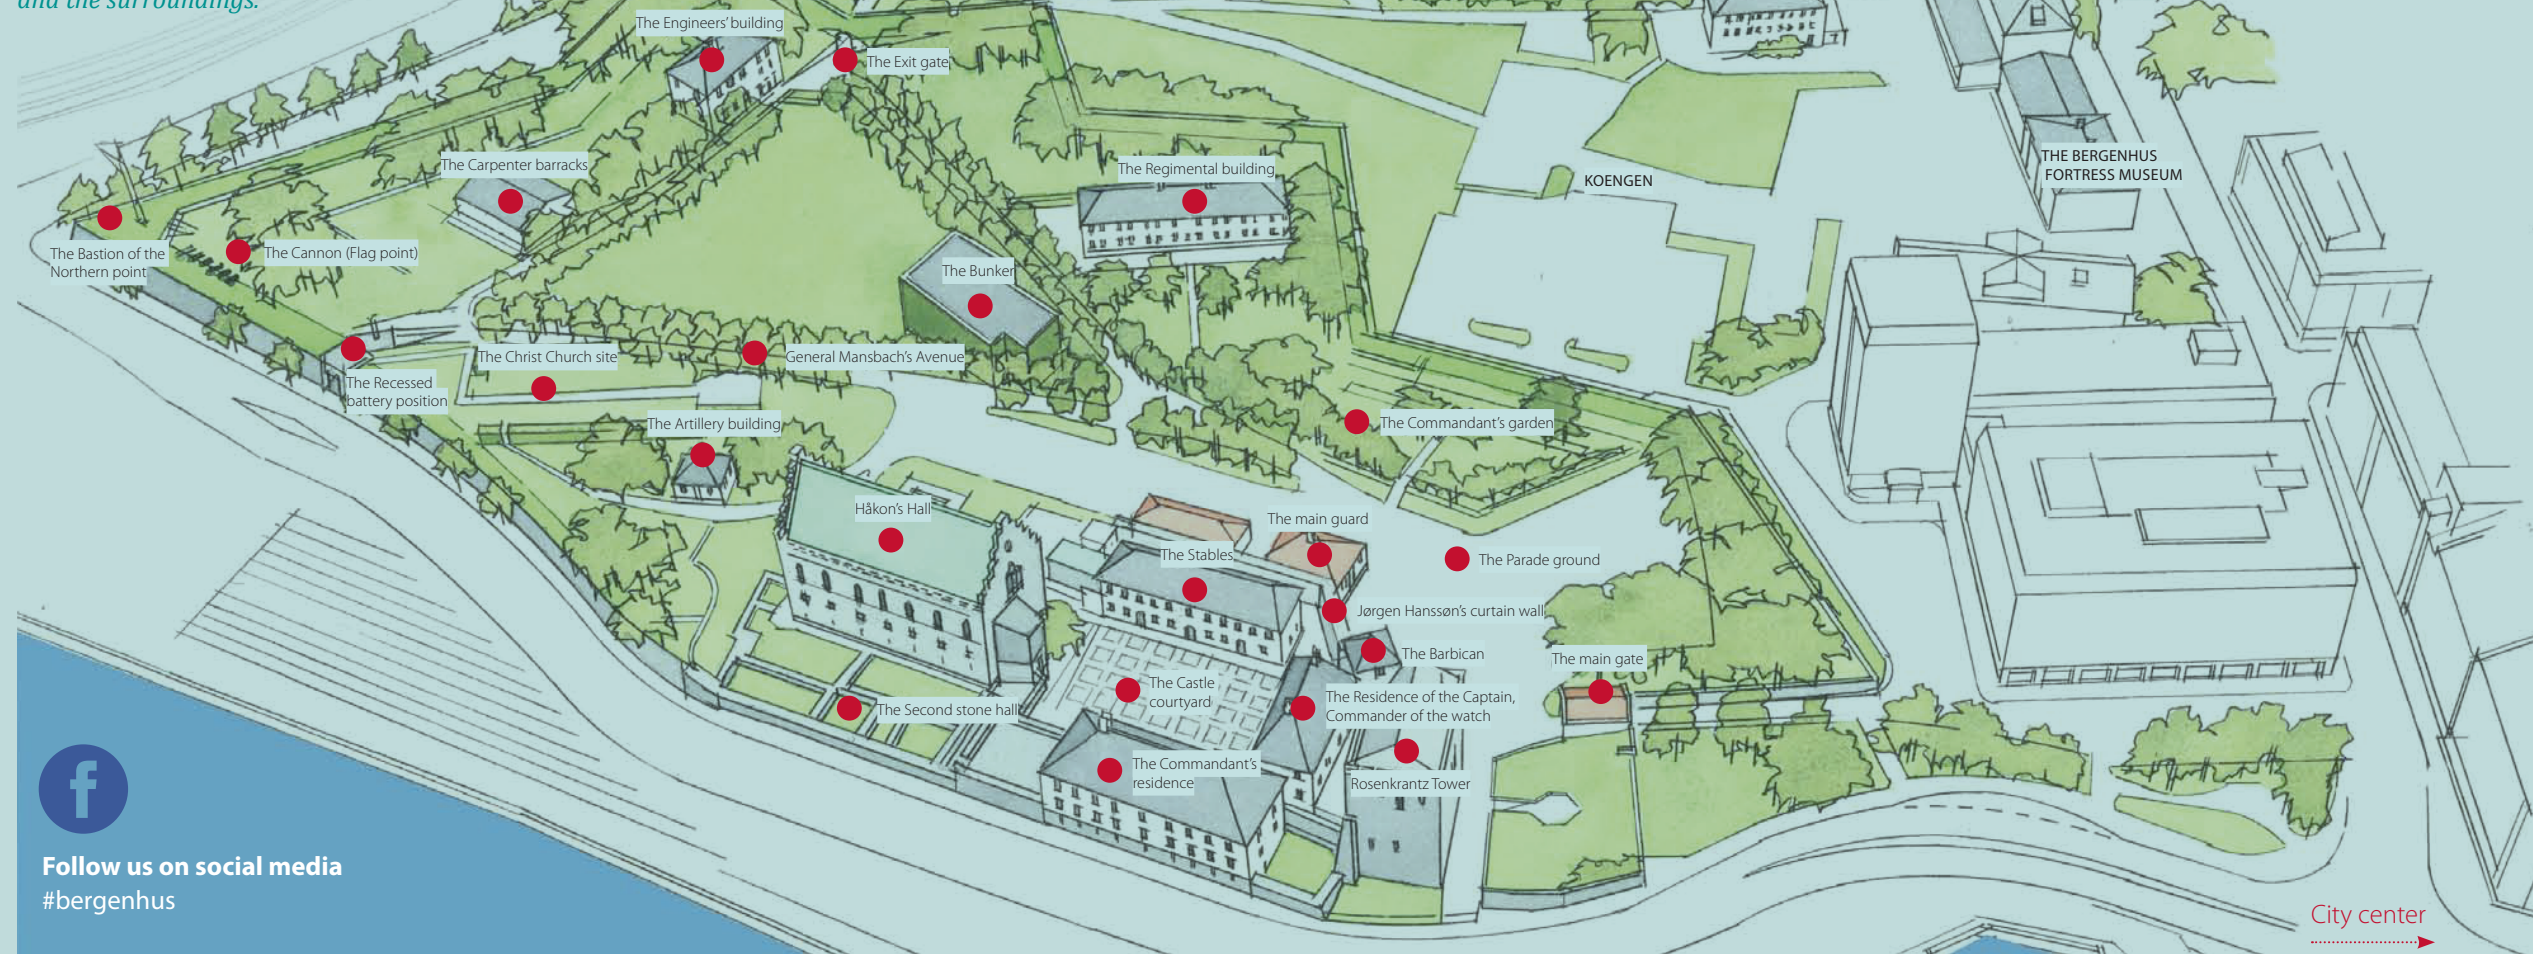 and the surroundings.
The Engineers' building
The Exit gate
The Carpenter barracks
The Regimental building
KOENGEN
THE BERGENHUS
FORTRESS MUSEUM
The Bastion of the
Northern point
The Cannon (Flag point)
The Bunker
The Recessed
battery position
The Christ Church site
General Mansbach's Avenue
The Artillery building
The Commandant's garden
Håkon's Hall
The main guard
The Stables
The Parade ground
Jørgen Hanssøn's curtain wall
The Barbican
The main gate
The Castle
courtyard
The Second stone hall
The Residence of the Captain,
Commander of the watch
The Commandant's
residence
Rosenkrantz Tower
f
Follow us on social media
#bergenhus
City center